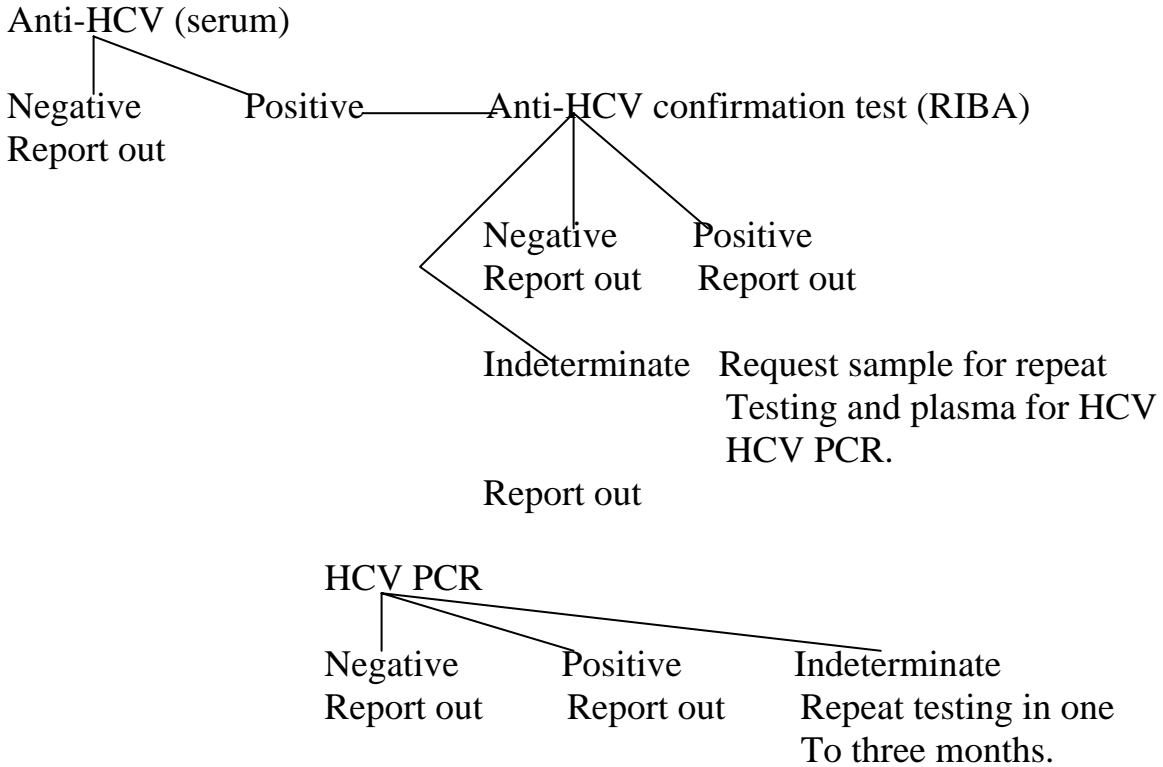 Anti-HCV (serum)
Negative Positive Anti-HCV confirmation test (RIBA)
Report out
Negative Positive
Report out Report out
Indeterminate Request sample for repeat
Testing and plasma for HCV
HCV PCR.
Report out
HCV PCR
Negative Positive Indeterminate
Report out Report out Repeat testing in one
To three months.